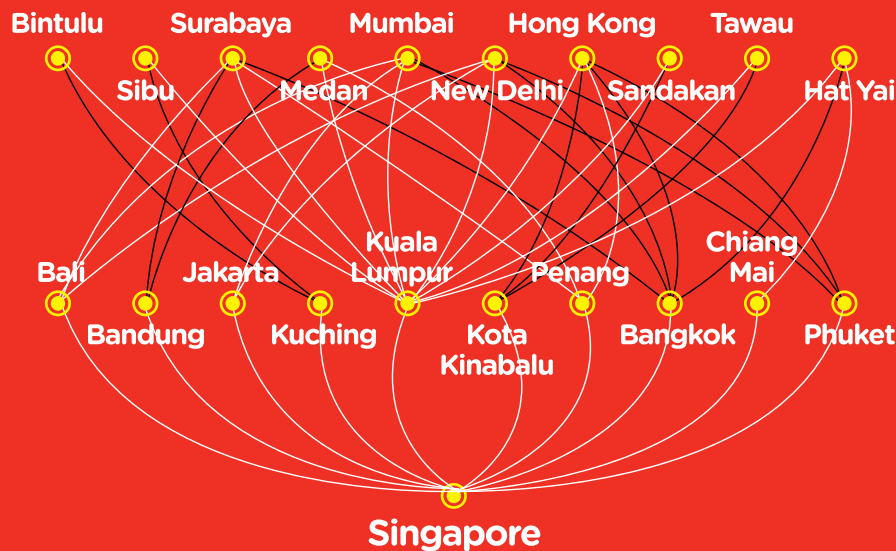 Bintulu
Surabaya
Mumbai
Hong Kong
Tawau
Sibu
Medan
New Delhi
Sandakan
Hat Yai
Bali
Jakarta
Kuala
Lumpur
Penang
Chiang
Mai
Bandung
Kuching
Kota
Kinabalu
Bangkok
Phuket
Singapore